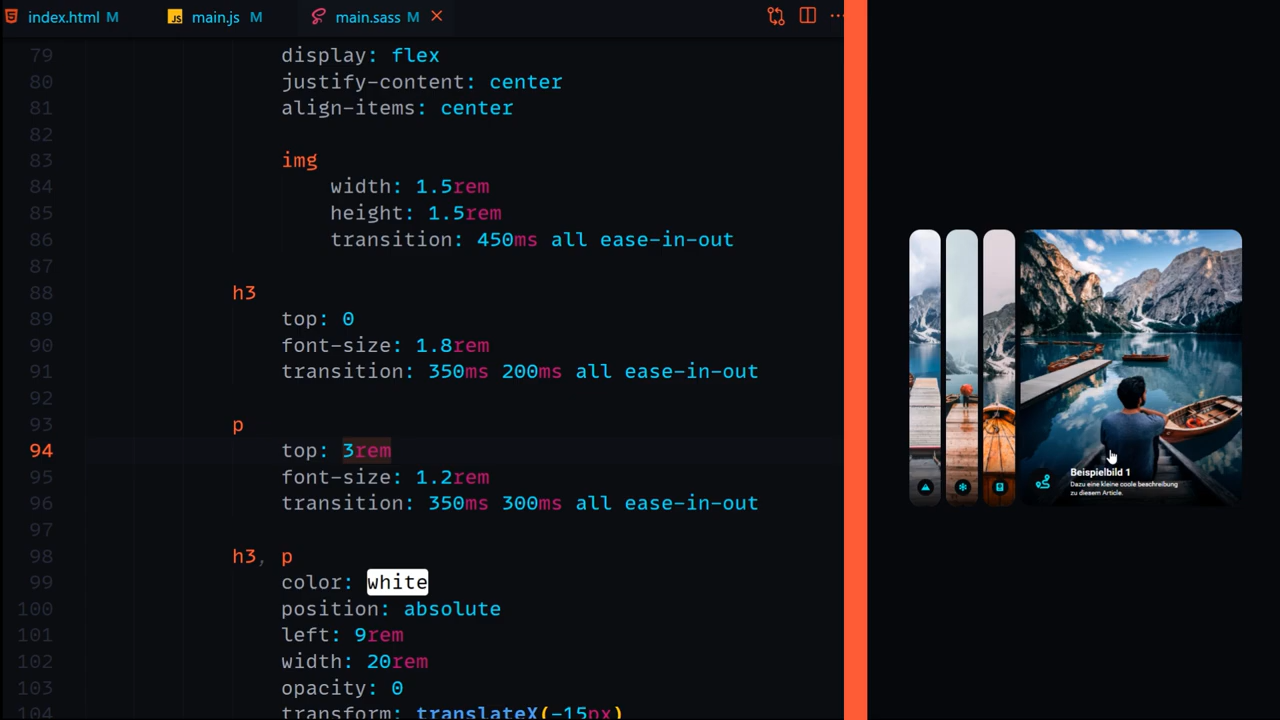 index.html M
JS main.js M
main.sass M
79 display: flex
80 justify-content: center
81 align-items: center
82
83 img
84 width: 1.5rem
85 height: 1.5rem
86 transition: 450ms all ease-in-out
87
88 h3
89 top: 0
90 font-size: 1.8rem
91 transition: 350ms 200ms all ease-in-out
92
93 p
94 top: 3rem
95 font-size: 1.2rem
96 transition: 350ms 300ms all ease-in-out
97
98 h3, p
99 color: white
100 position: absolute
101 left: 9rem
102 width: 20rem
103 opacity: 0
104 transform: translateX(-15px)
Beispielbild 1
Dazu eine kleine coole beschreibung
zu diesem Article.